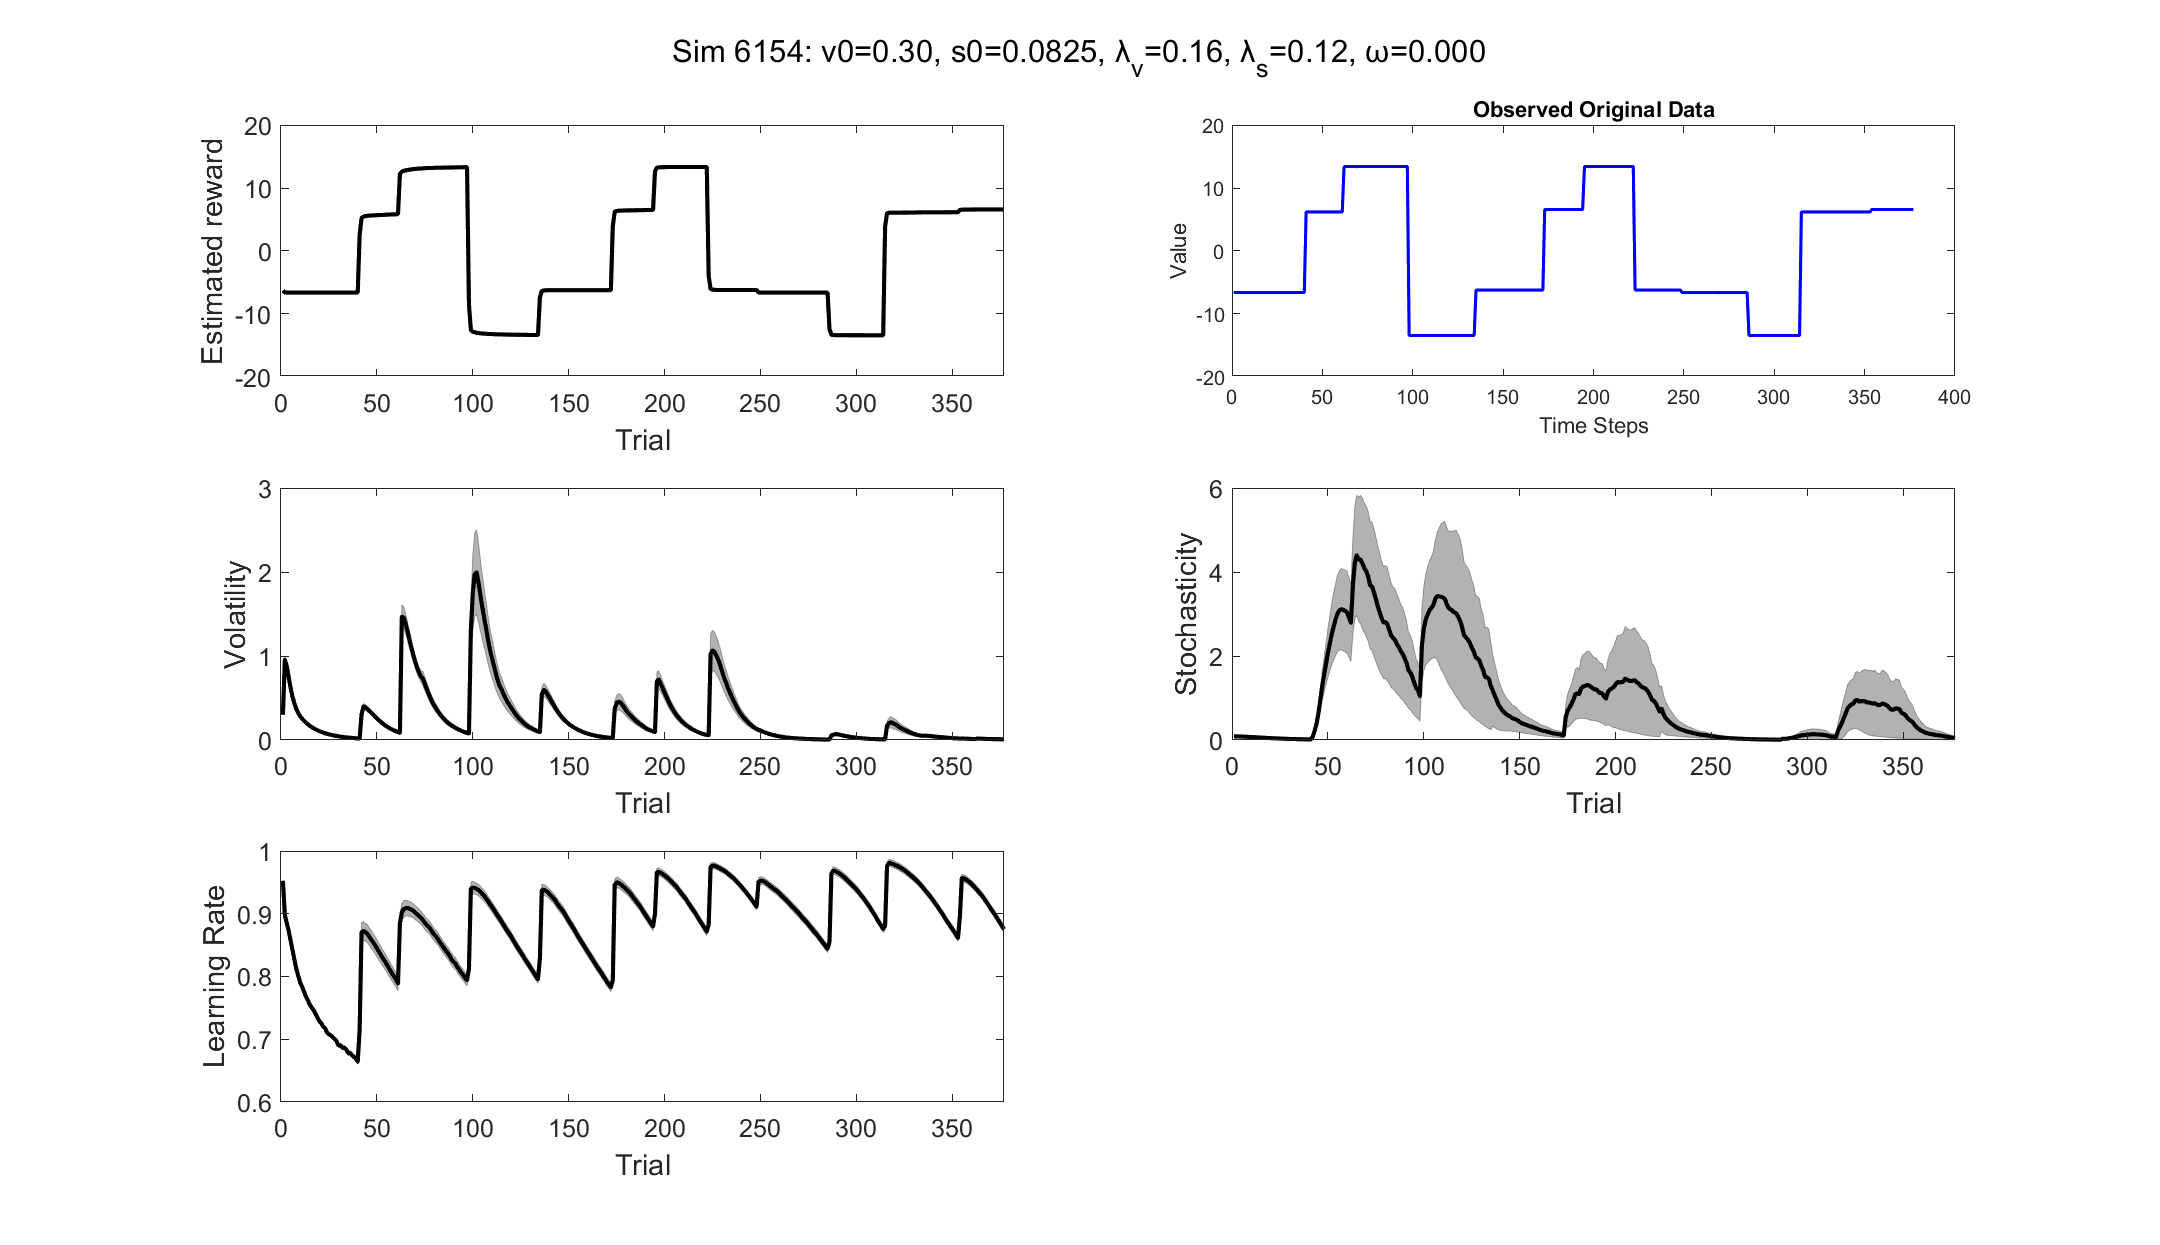 Sim 6154: v0=0.30, s0=0.0825, λv=0.16, λs=0.12, ω=0.000
Estimated reward
20
10
0
-10
-20
0 50 100 150 200 250 300 350
Trial
Observed Original Data
Value
20
10
0
-10
-20
0 50 100 150 200 250 300 350 400
Time Steps
Volatility
3
2
1
0
0 50 100 150 200 250 300 350
Trial
Stochasticity
6
4
2
0
0 50 100 150 200 250 300 350
Trial
Learning Rate
1
0.9
0.8
0.7
0.6
0 50 100 150 200 250 300 350
Trial